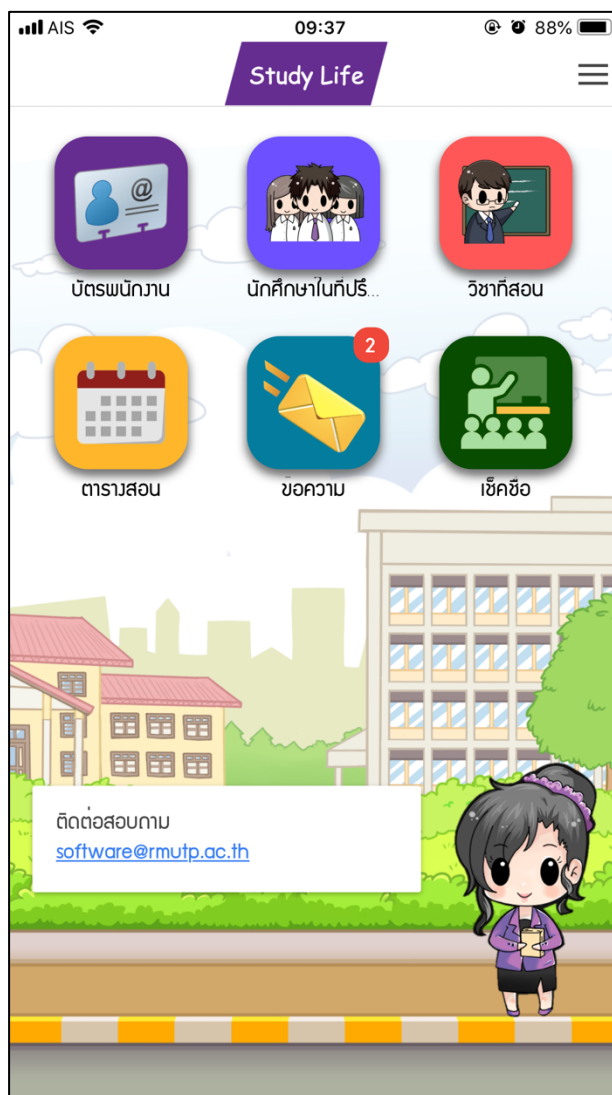 AIS 09:37 88%
Study Life
@
บัตรพนักงาน นักศึกษาในที่ปรึ... วิชาที่สอน
2
ตารางสอน ข้อความ เช็คชื่อ
ติดต่อสอบถาม
software@rmutp.ac.th